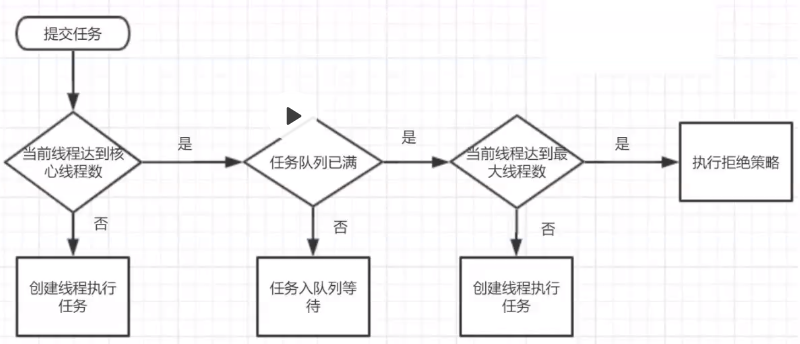 提交任务
当前线程达到核
心线程数
是
任务队列已满
是
当前线程达到最
大线程数
是
执行拒绝策略
否
否
否
创建线程执行
任务
任务入队列等
待
创建线程执行
任务